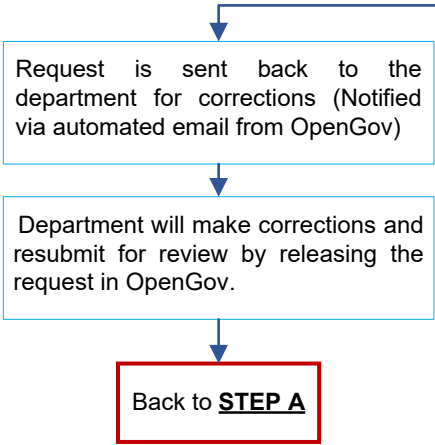 Request is sent back to the
department for corrections (Notified
via automated email from OpenGov)
Department will make corrections and
resubmit for review by releasing the
request in OpenGov.
Back to STEP A